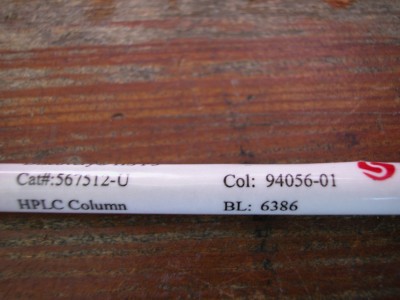 Cat#:567512-U Col: 94056-01
HPLC Column BL: 6386